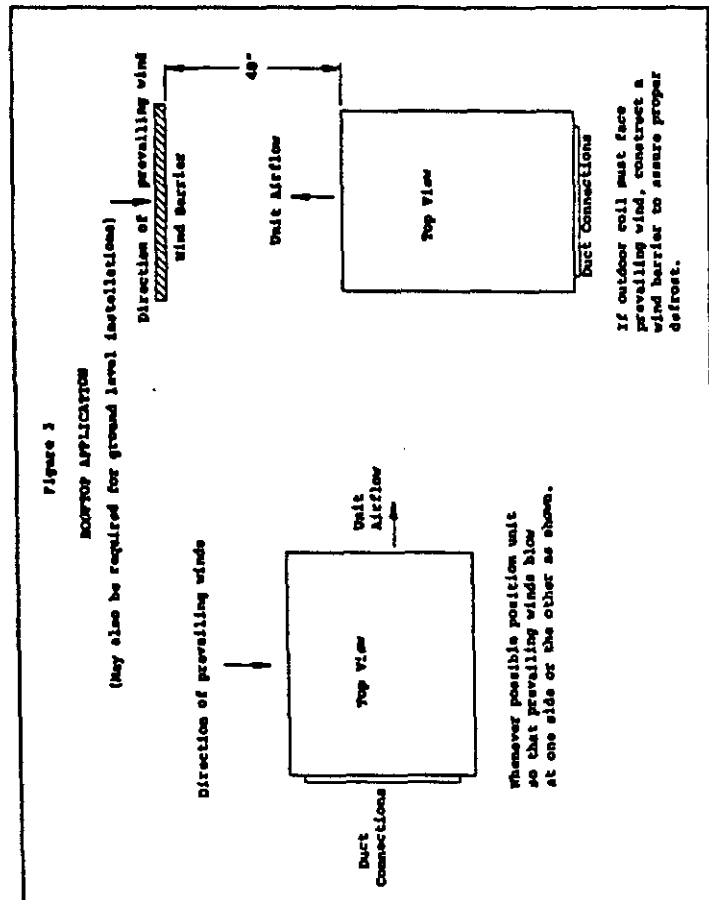 Figure 3
ROOFTOP APPLICATION
(May also be required for ground level installations)
Direction of prevailing winds
Unit
Airflow
Top View
Duct
Connections
Whenever possible position unit
so that prevailing winds blow
at one side or the other as shown.
Direction of prevailing wind
Wind Barrier
48"
Unit Airflow
Top View
Duct Connections
If outdoor coil must face
prevailing wind, construct a
wind barrier to assure proper
defrost.